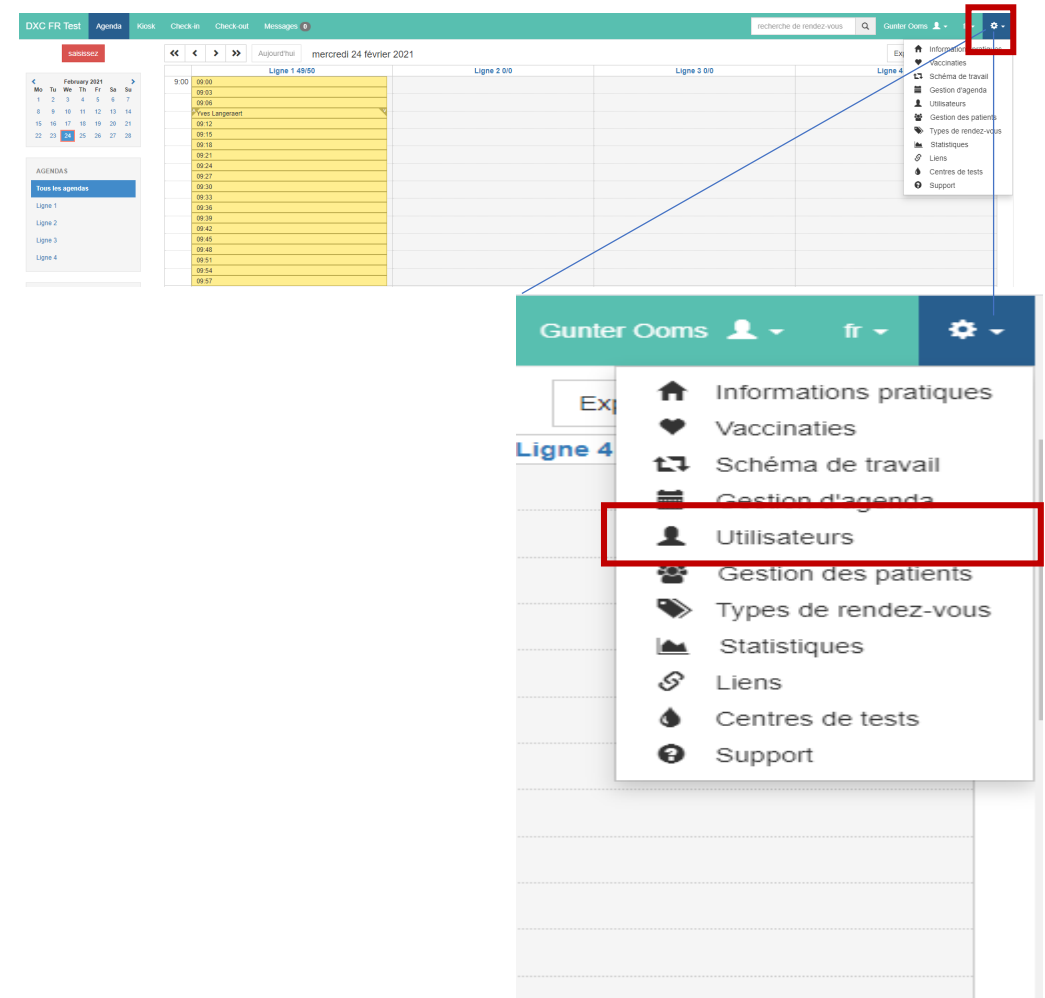 DXC FR Test Agenda Kiosk Check-in Check-out Messages 0 recherche de rendez-vous Gunter Ooms
saisissez
Aujourd'hui mercredi 24 février 2021
February 2021
Mo Tu We Th Fr Sa Su
1 2 3 4 5 6 7
8 9 10 11 12 13 14
15 16 17 18 19 20 21
22 23 24 25 26 27 28
AGENDAS
Tous les agendas
Ligne 1
Ligne 2
Ligne 3
Ligne 4
Ligne 1 49/50 Ligne 2 0/0 Ligne 3 0/0 Ligne 4
9:00 09:00
09:03
09:06
Yves Langeraert
09:12
09:15
09:18
09:21
09:24
09:27
09:30
09:33
09:36
09:39
09:42
09:45
09:48
09:51
09:54
09:57
Informations pratiques
Vaccinaties
Schéma de travail
Gestion d'agenda
Utilisateurs
Gestion des patients
Types de rendez-vous
Statistiques
Liens
Centres de tests
Support
Gunter Ooms fr
Exp
Ligne 4
Informations pratiques
Vaccinaties
Schéma de travail
Gestion d'agenda
Utilisateurs
Gestion des patients
Types de rendez-vous
Statistiques
Liens
Centres de tests
Support